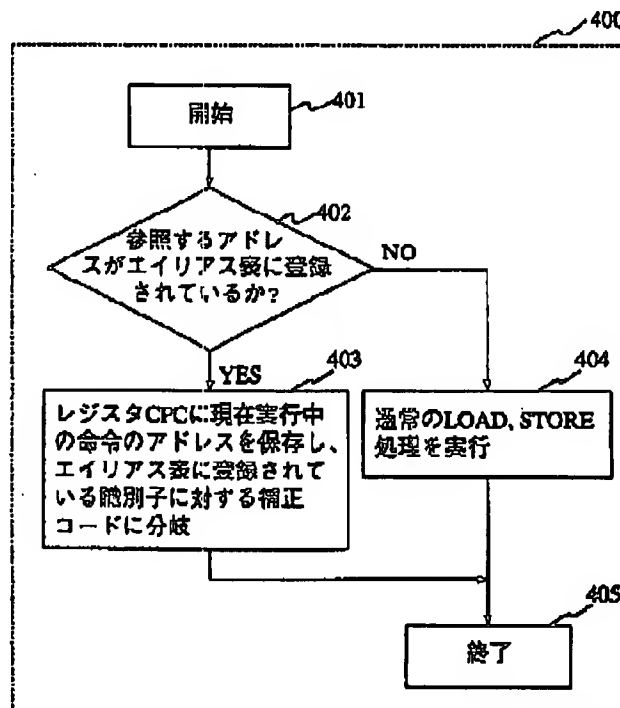 400
開始
401
402
参照するアドレ
スがエイリアス表に登録
されているか?
NO
YES
403
レジスタCPCに現在実行中
の命令のアドレスを保存し、
エイリアス表に登録されて
いる識別子に対する補正
コードに分岐
404
通常のLOAD、STORE
処理を実行
405
終了